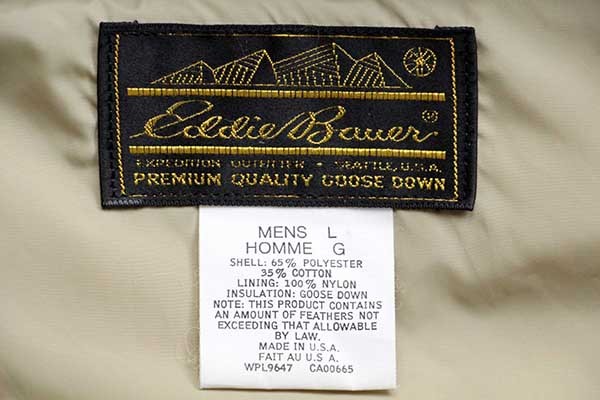 Eddie Bauer ®
EXPEDITION OUTFITTER • SEATTLE, U.S.A.
PREMIUM QUALITY GOOSE DOWN
MENS L
HOMME G
SHELL: 65% POLYESTER
35% COTTON
LINING: 100% NYLON
INSULATION: GOOSE DOWN
NOTE: THIS PRODUCT CONTAINS
AN AMOUNT OF FEATHERS NOT
EXCEEDING THAT ALLOWABLE
BY LAW.
MADE IN U.S.A.
FAIT AU U S A.
WPL9647 CA00665